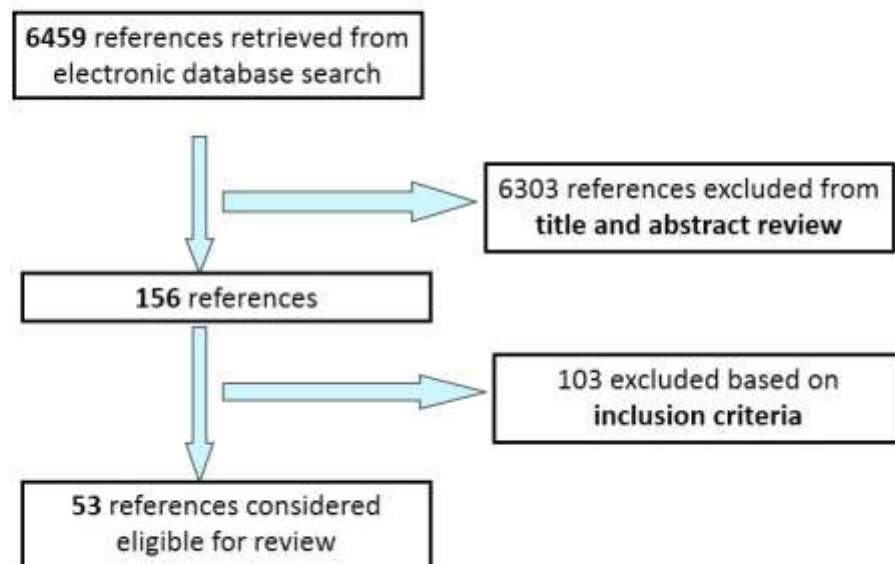 6459 references retrieved from
electronic database search
6303 references excluded from
title and abstract review
156 references
103 excluded based on
inclusion criteria
53 references considered
eligible for review